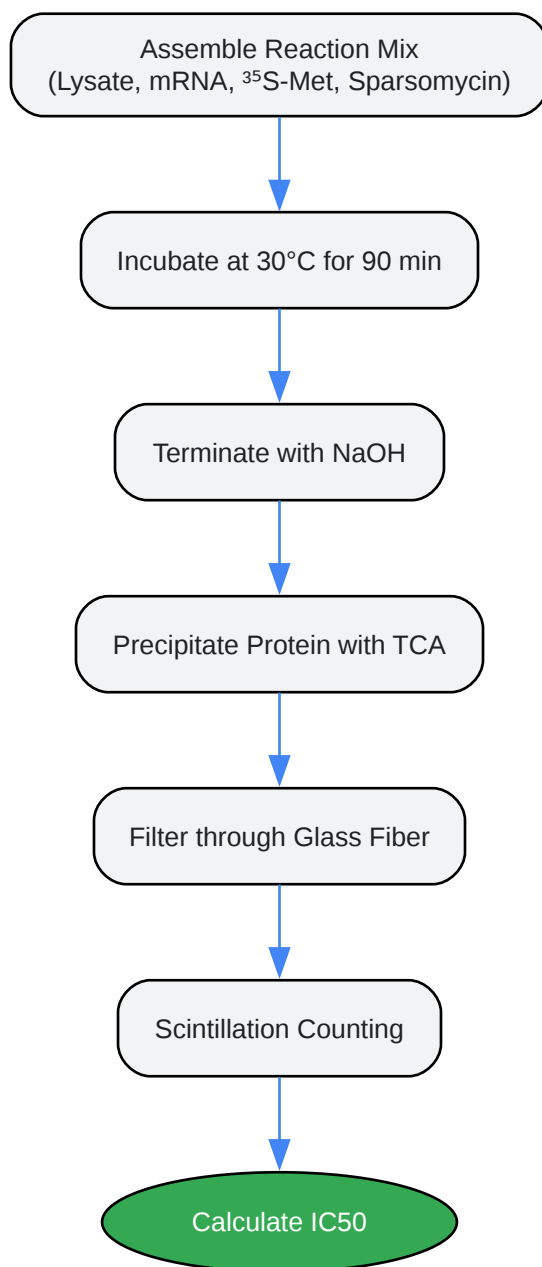 Assemble Reaction Mix
(Lysate, mRNA, ³⁵S-Met, Sparsomycin)
Incubate at 30°C for 90 min
Terminate with NaOH
Precipitate Protein with TCA
Filter through Glass Fiber
Scintillation Counting
Calculate IC50